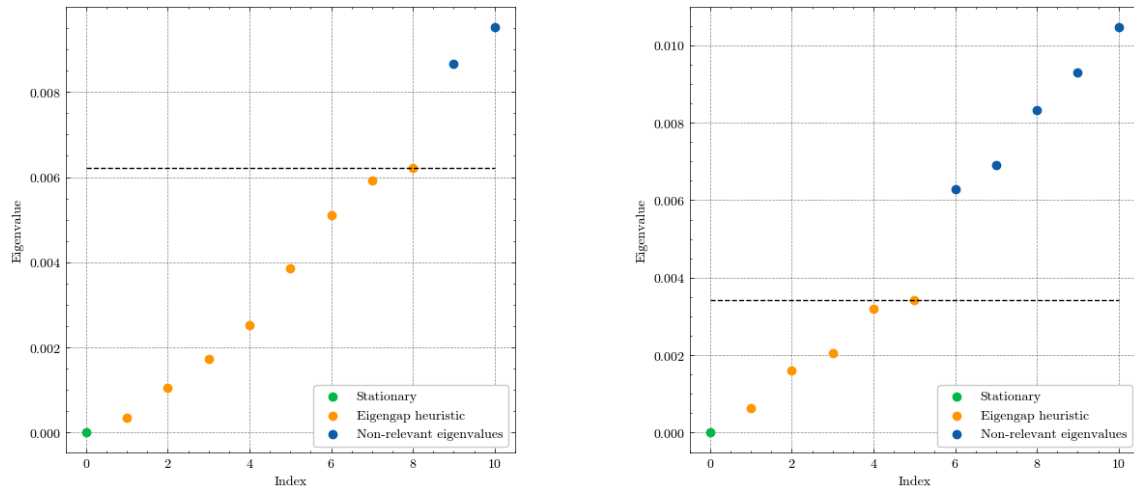 0.008
0.006
0.004
0.002
0.000
Eigenvalue
0 2 4 6 8 10
Index
Stationary
Eigengap heuristic
Non-relevant eigenvalues
0.010
0.008
0.006
0.004
0.002
0.000
Eigenvalue
0 2 4 6 8 10
Index
Stationary
Eigengap heuristic
Non-relevant eigenvalues